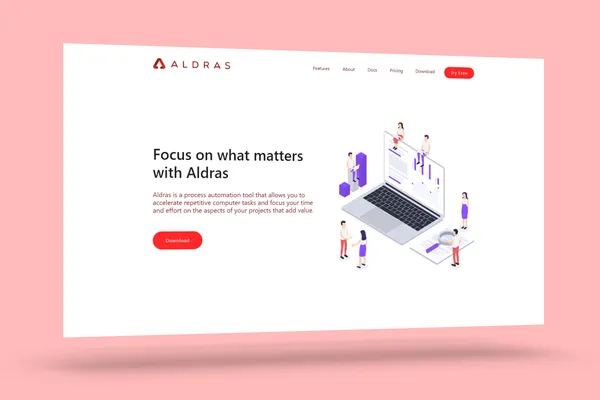 ALDRAS
Features About Docs Pricing Download Try Free
Focus on what matters
with Aldras
Aldras is a process automation tool that allows you to
accelerate repetitive computer tasks and focus your time
and effort on the aspects of your projects that add value.
Download